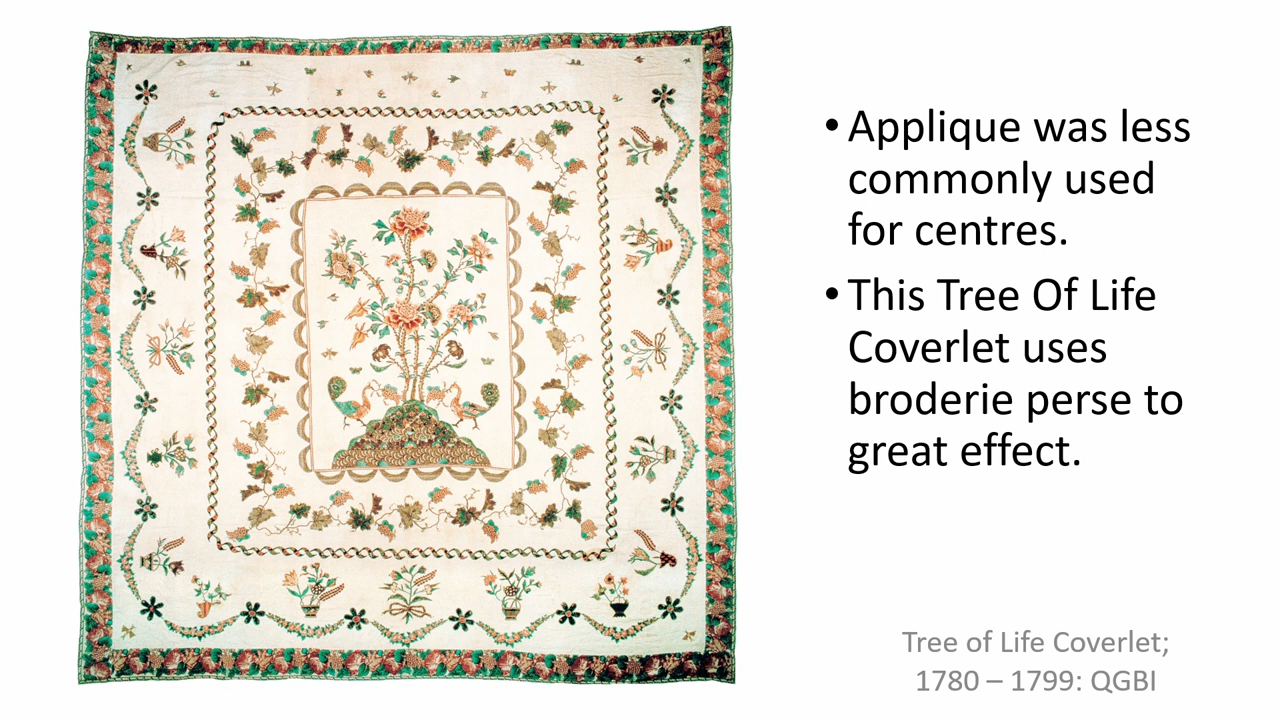 • Applique was less
commonly used
for centres.
• This Tree Of Life
Coverlet uses
broderie perse to
great effect.
Tree of Life Coverlet;
1780 – 1799: QGBI